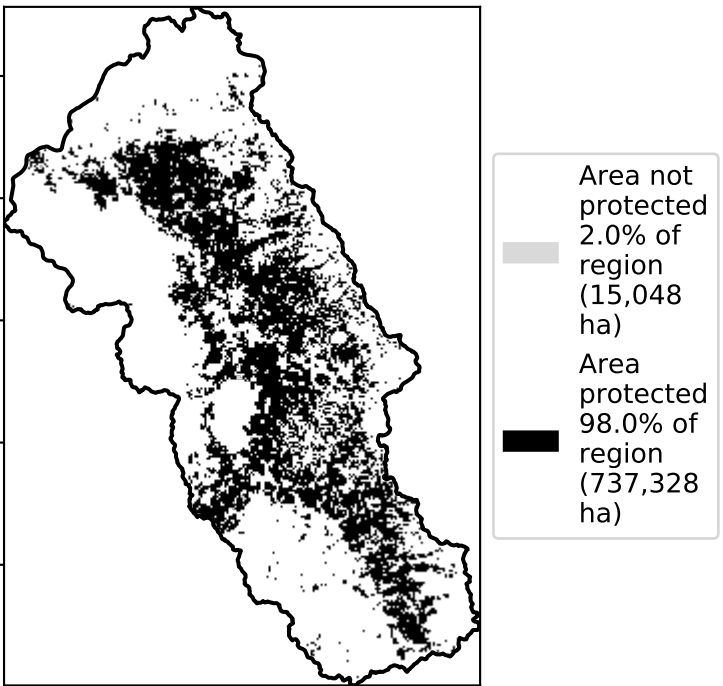 Area not
protected
2.0% of
region
(15,048
ha)
Area
protected
98.0% of
region
(737,328
ha)